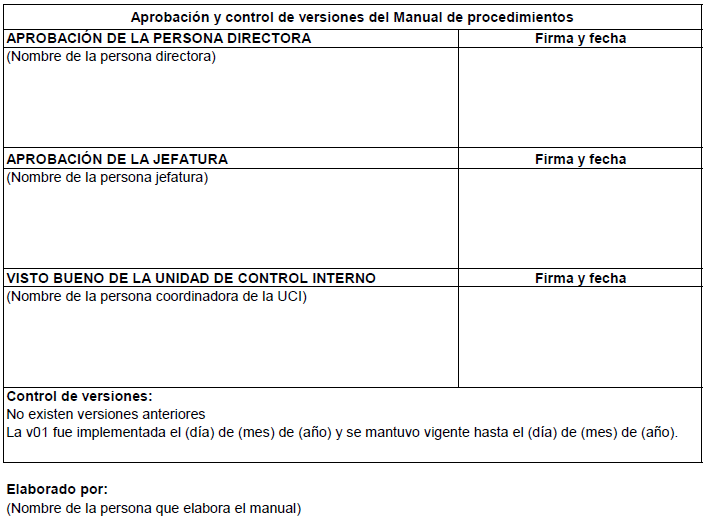 Aprobación y control de versiones del Manual de procedimientos
APROBACIÓN DE LA PERSONA DIRECTORA Firma y fecha
(Nombre de la persona directora)
APROBACIÓN DE LA JEFATURA Firma y fecha
(Nombre de la persona jefatura)
VISTO BUENO DE LA UNIDAD DE CONTROL INTERNO Firma y fecha
(Nombre de la persona coordinadora de la UCI)
Control de versiones:
No existen versiones anteriores
La v01 fue implementada el (día) de (mes) de (año) y se mantuvo vigente hasta el (día) de (mes) de (año).
Elaborado por:
(Nombre de la persona que elabora el manual)